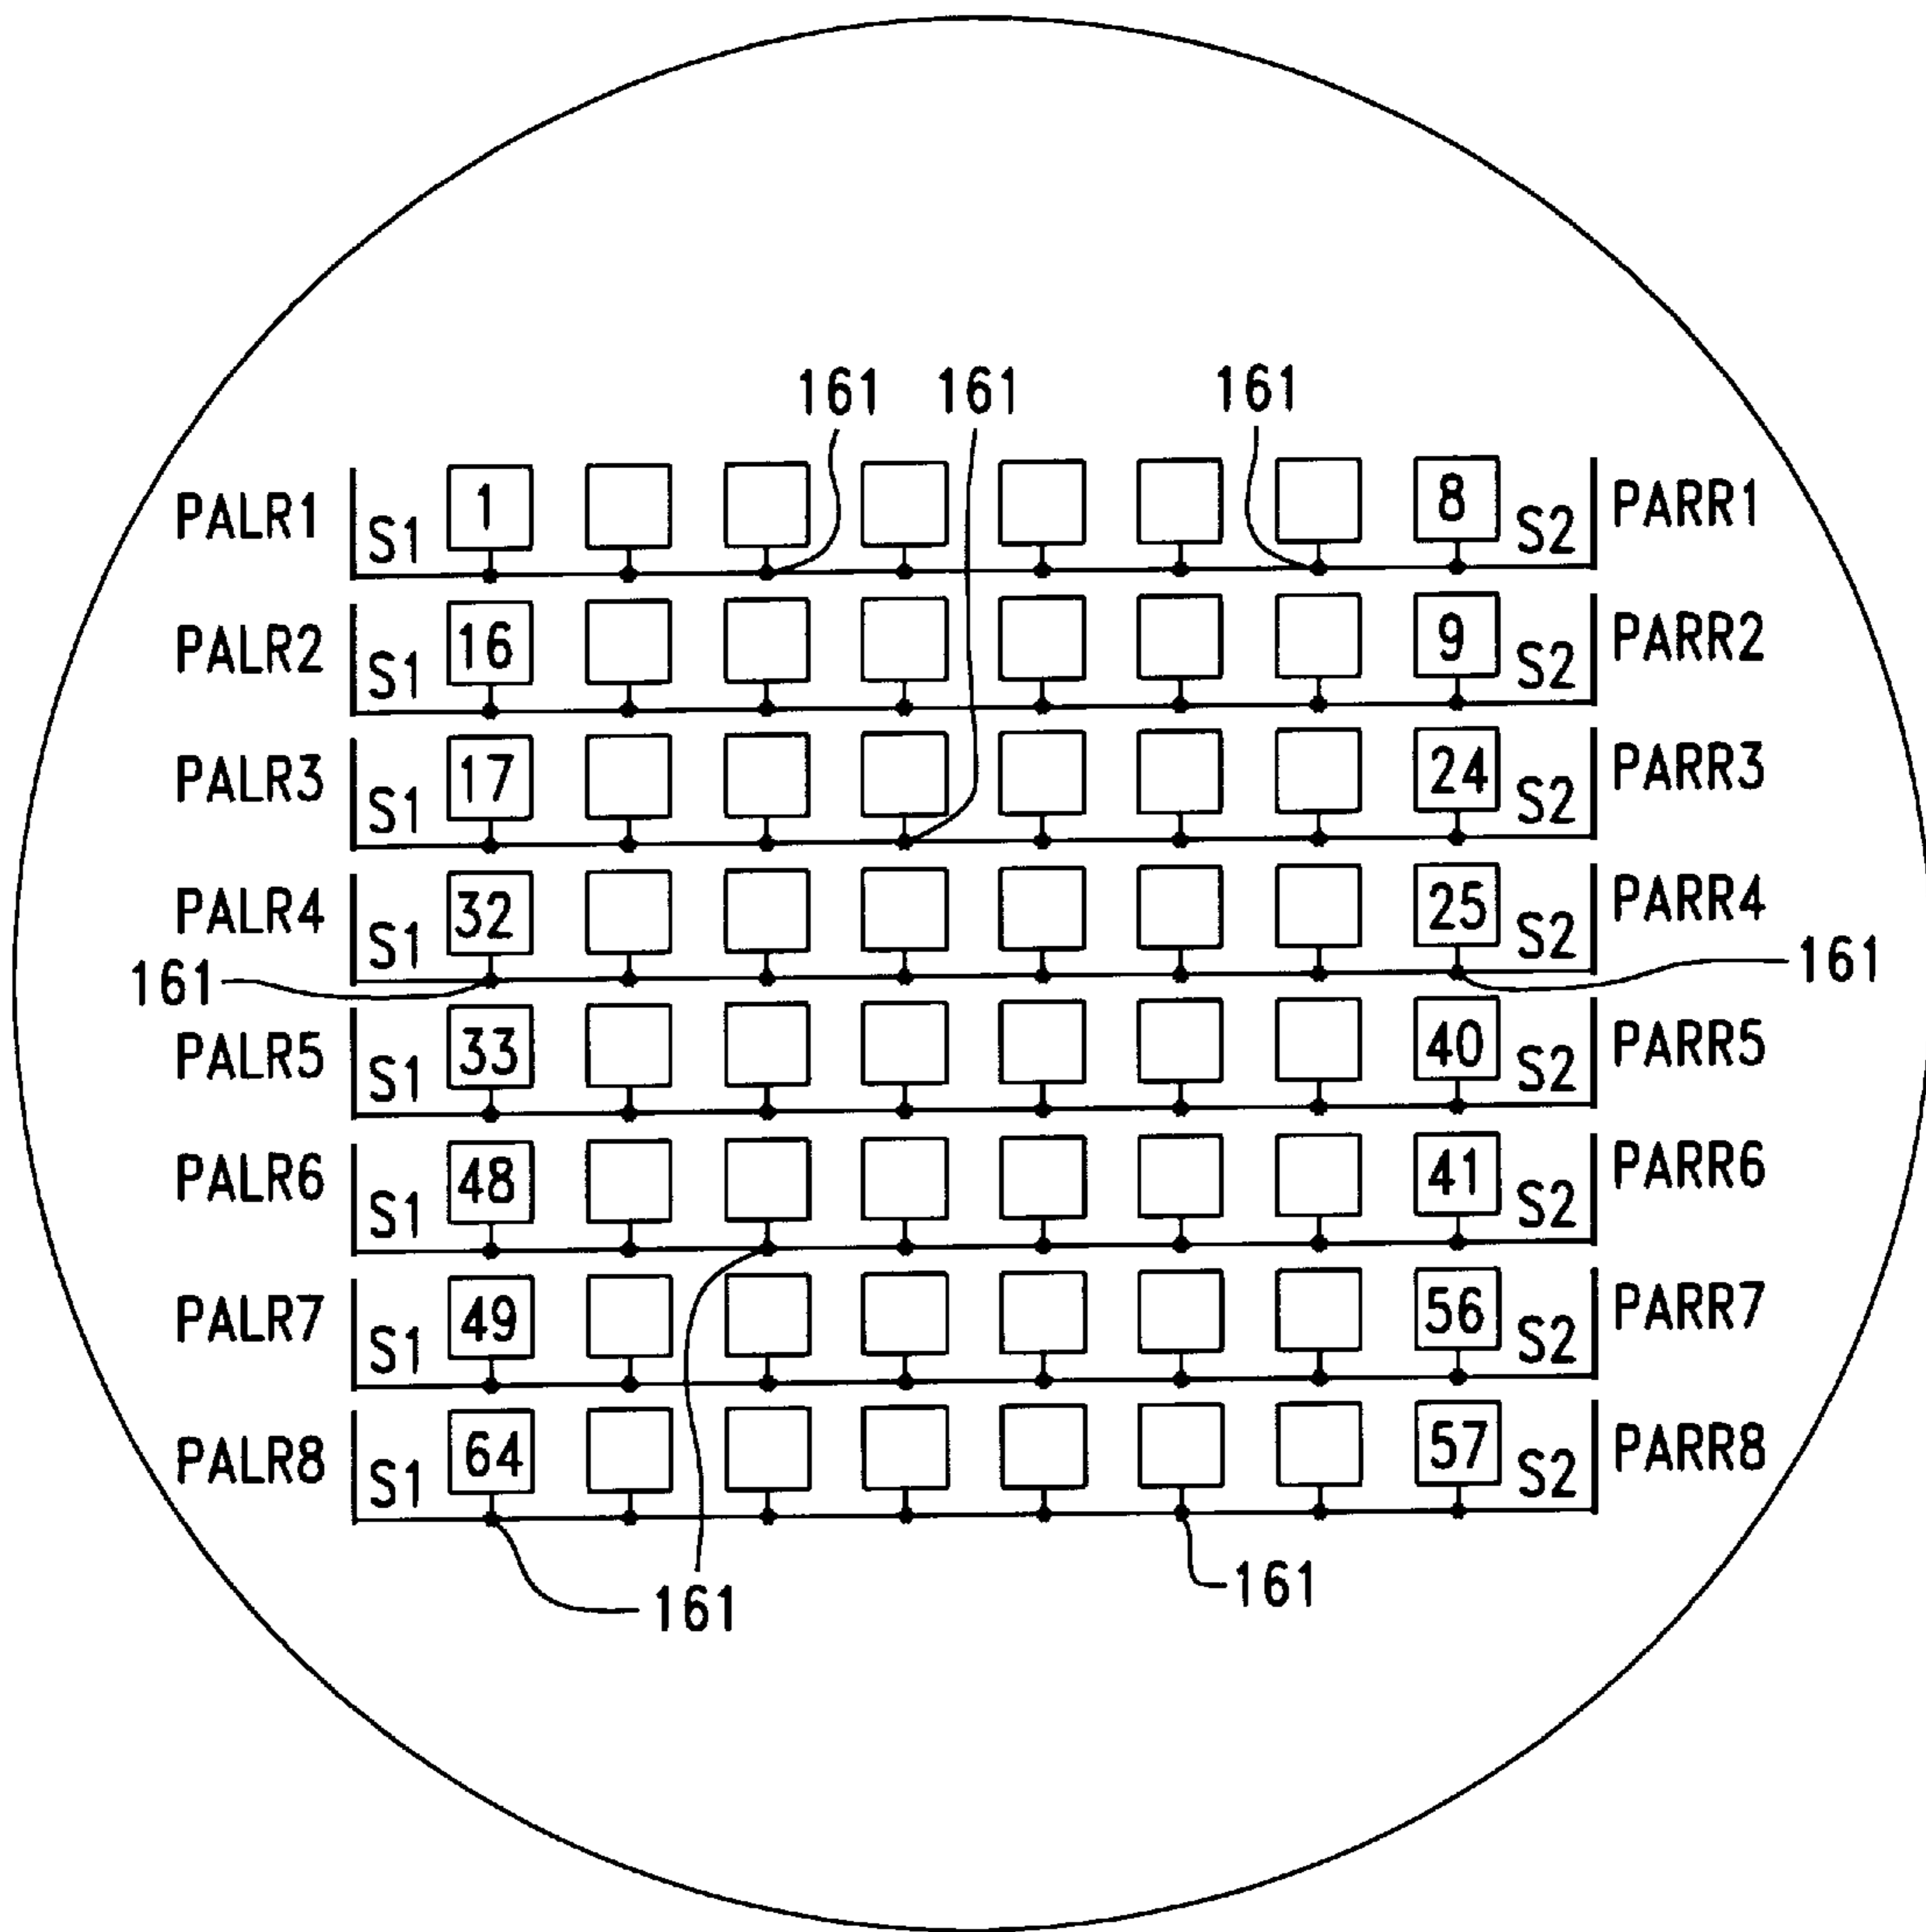 161 161 161
PALR1 S1 1 8 S2 PARR1
PALR2 S1 16 9 S2 PARR2
PALR3 S1 17 24 S2 PARR3
PALR4 S1 32 25 S2 PARR4
161 161
PALR5 S1 33 40 S2 PARR5
PALR6 S1 48 41 S2 PARR6
PALR7 S1 49 56 S2 PARR7
PALR8 S1 64 57 S2 PARR8
161 161